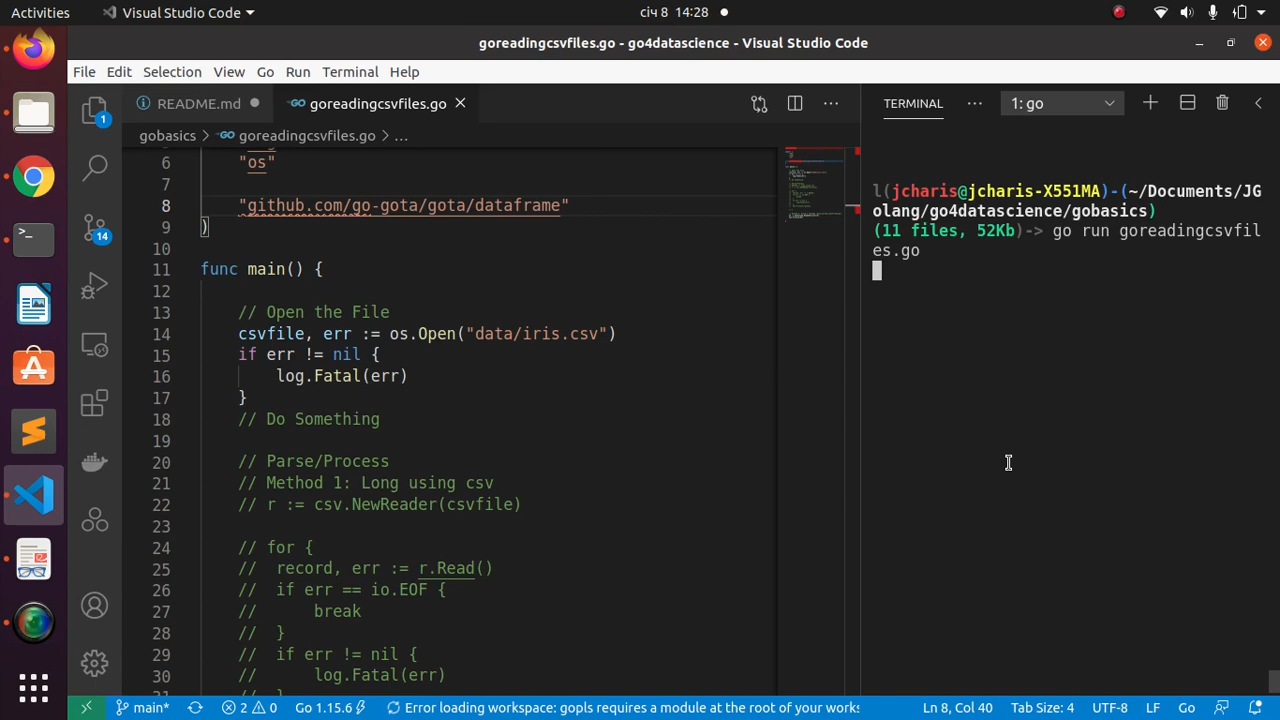 Activities
Visual Studio Code
січ 8 14:28
goreadingcsvfiles.go - go4datascience - Visual Studio Code
File Edit Selection View Go Run Terminal Help
README.md
goreadingcsvfiles.go
TERMINAL
1: go
gobasics > goreadingcsvfiles.go > …
6 "os"
7
8 "github.com/go-gota/gota/dataframe"
9 )
10
11 func main() {
12
13 // Open the File
14 csvfile, err := os.Open("data/iris.csv")
15 if err != nil {
16 log.Fatal(err)
17 }
18 // Do Something
19
20 // Parse/Process
21 // Method 1: Long using csv
22 // r := csv.NewReader(csvfile)
23
24 // for {
25 // record, err := r.Read()
26 // if err == io.EOF {
27 // break
28 // }
29 // if err != nil {
30 // log.Fatal(err)
l(jcharis@jcharis-X551MA)-(~/Documents/JG
olang/go4datascience/gobasics)
(11 files, 52Kb)-> go run goreadingcsvfil
es.go
1
14
main*
2 0
Go 1.15.6
Error loading workspace: gopls requires a module at the root of your works
Ln 8, Col 40
Tab Size: 4
UTF-8
LF
Go